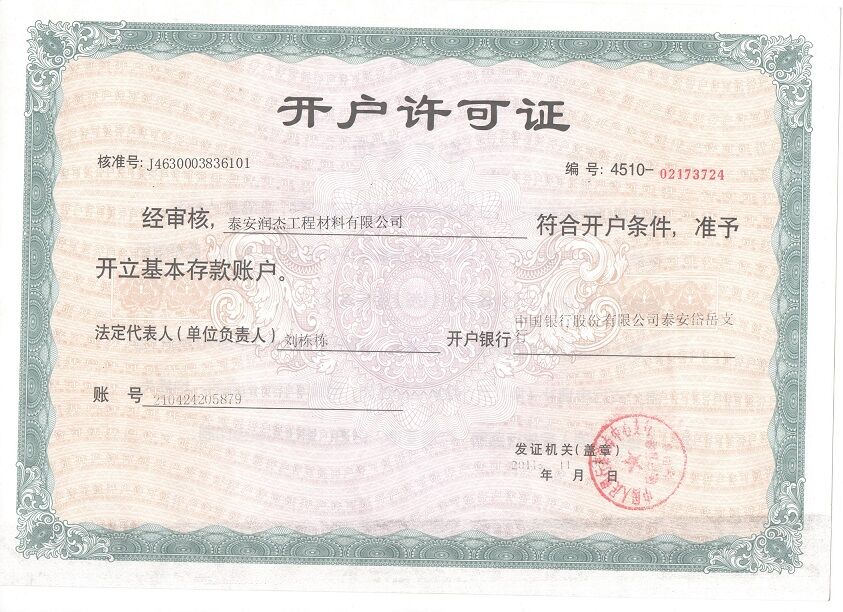 开户许可证
核准号: J4630003836101
编 号: 4510-02173724
经审核, 泰安润杰工程材料有限公司 符合开户条件, 准予
开立基本存款账户。
法定代表人(单位负责人) 刘栋栋 开户银行 中国银行股份有限公司泰安岱岳支行
账 号 210424205879
发证机关(盖章)
年 月 日